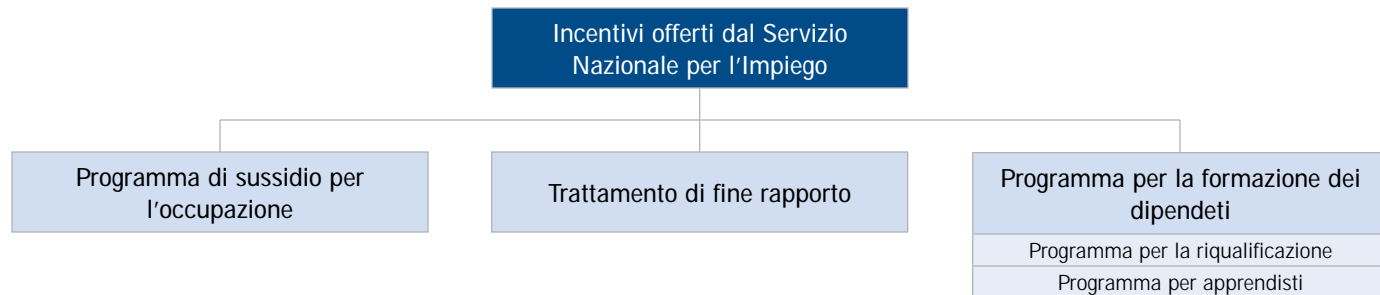 Incentivi offerti dal Servizio
Nazionale per l'Impiego
Programma di sussidio per
l'occupazione
Trattamento di fine rapporto
Programma per la formazione dei
dipendeti
Programma per la riqualificazione
Programma per apprendisti